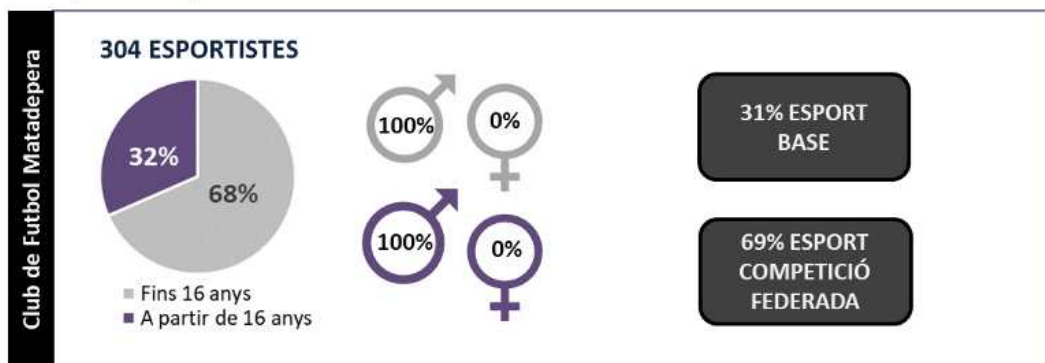 Club de Futbol Matadepera
304 ESPORTISTES
32%
68%
Fins 16 anys
A partir de 16 anys
100%
0%
100%
0%
31% ESPORT
BASE
69% ESPORT
COMPETICIÓ
FEDERADA